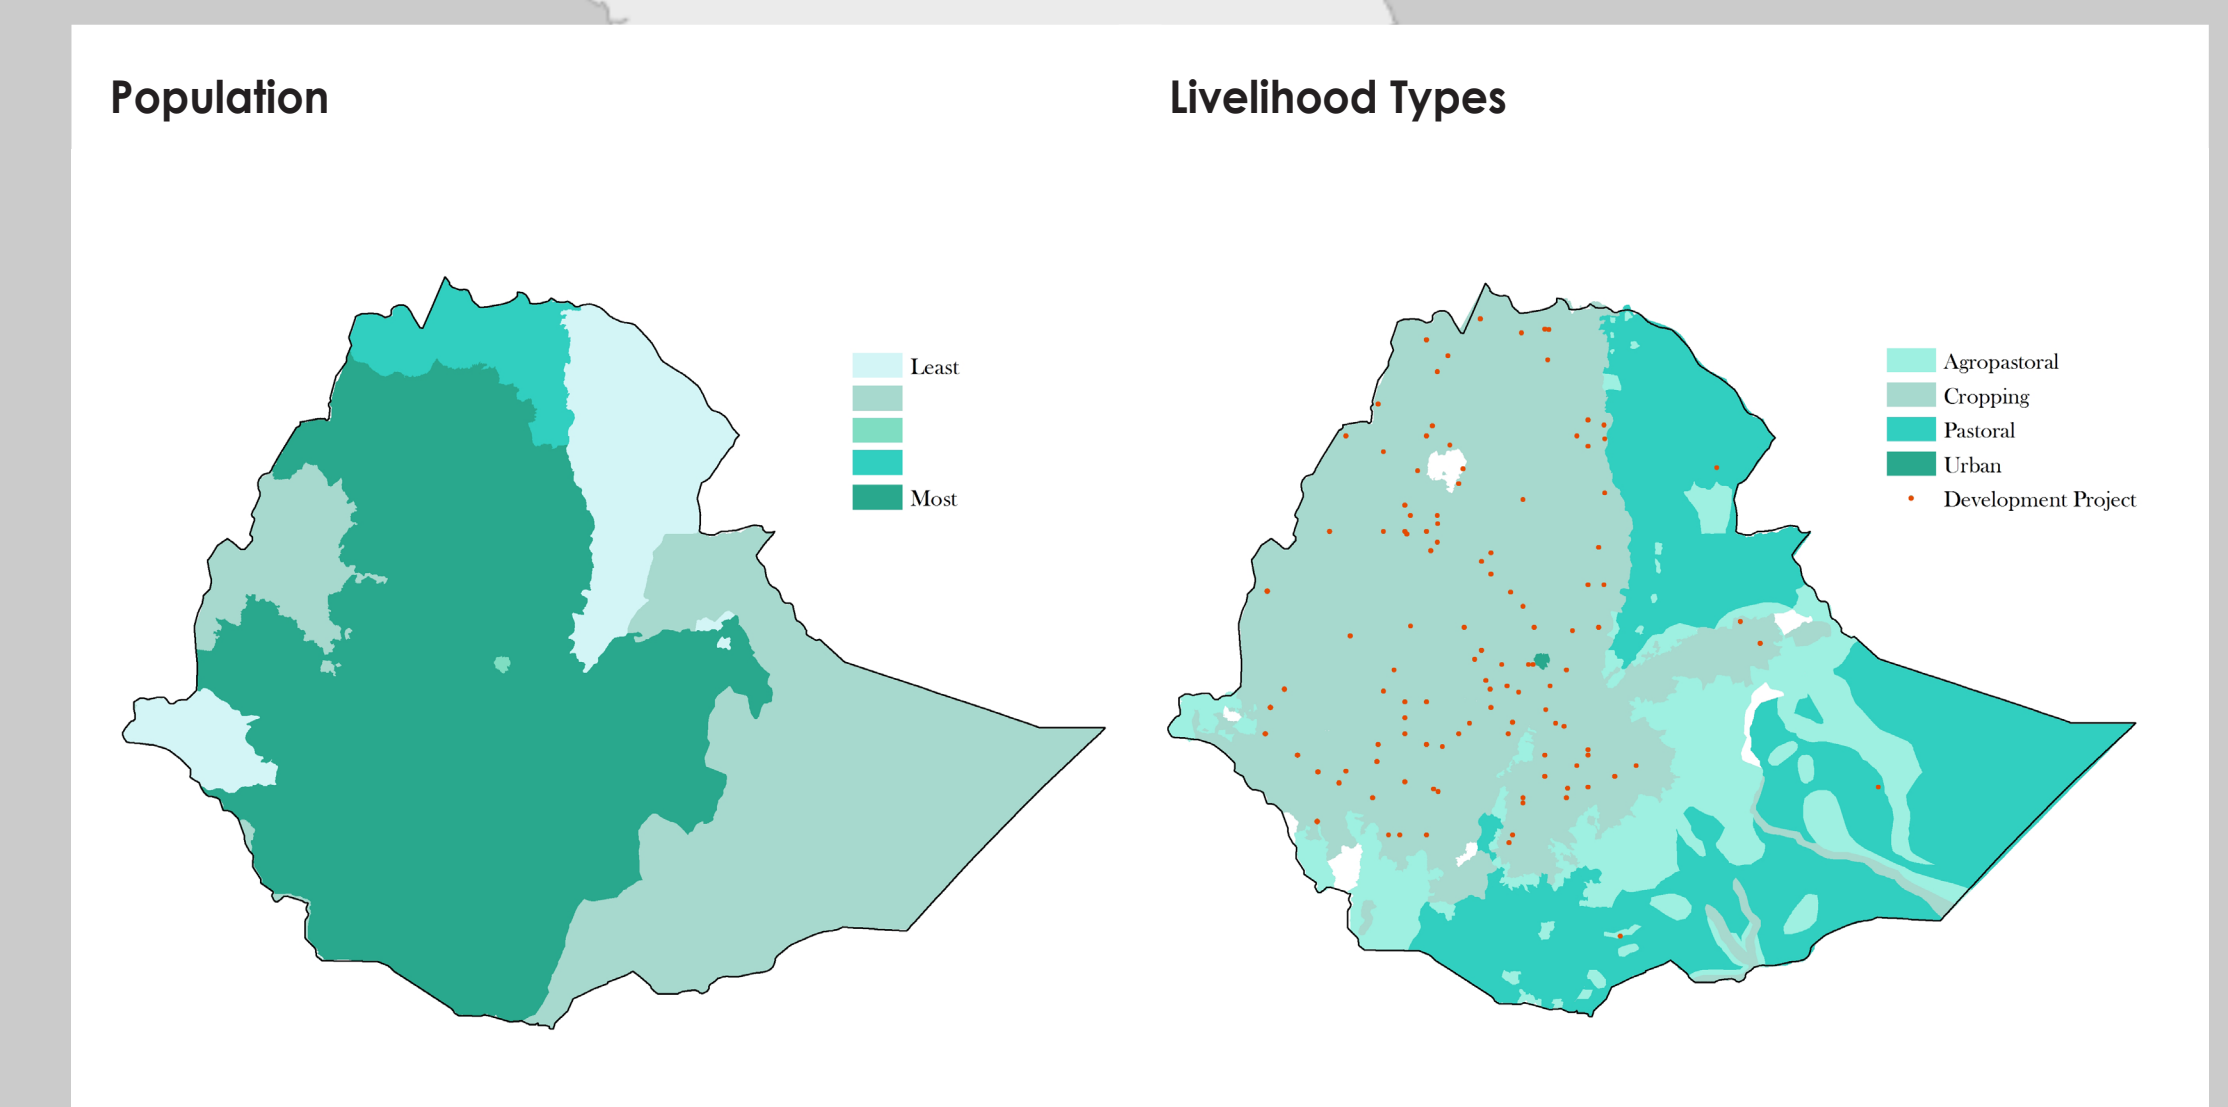 Population
Least
Most
Livelihood Types
Agropastoral
Cropping
Pastoral
Urban
Development Project